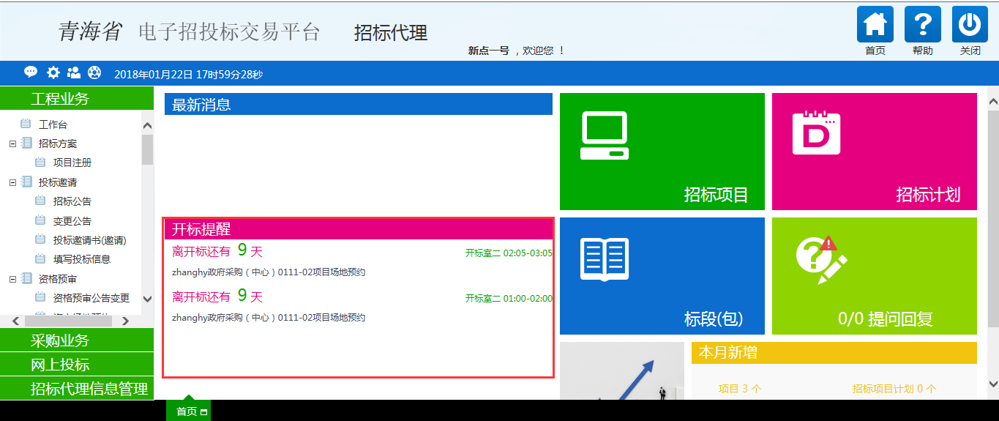 青海省 电子招投标交易平台 招标代理
新点一号 ，欢迎您 ！
首页 帮助 关闭
2018年01月22日 17时59分28秒
工程业务
工作台
招标方案
项目注册
投标邀请
招标公告
变更公告
投标邀请书(邀请)
填写投标信息
资格预审
资格预审公告变更
采购业务
网上投标
招标代理信息管理
最新消息
开标提醒
离开标还有 9 天 开标室二 02:05-03:05
zhanghy政府采购（中心）0111-02项目场地预约
离开标还有 9 天 开标室二 01:00-02:00
zhanghy政府采购（中心）0111-02项目场地预约
招标项目
D
招标计划
标段(包)
0/0 提问回复
本月新增
项目 3 个 招标项目计划 0 个
首页